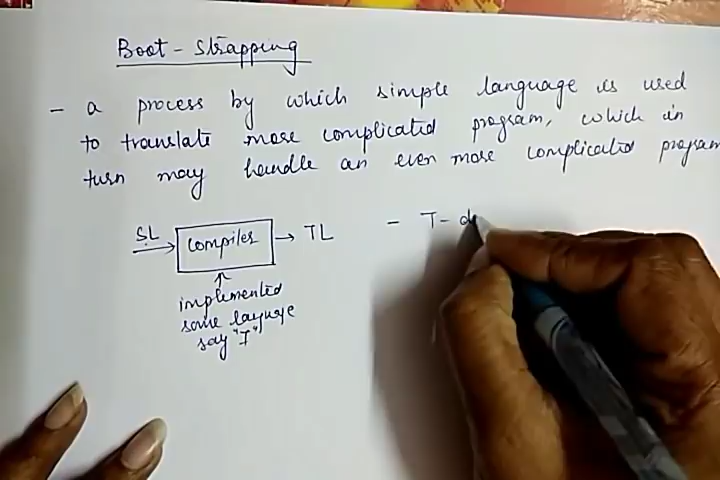 Boot - Strapping
- a process by which simple language is used
to translate more complicated program, which in
turn may handle an even more complicated program
SL → compiler → TL
implemented
some language
say "I"
- T- d